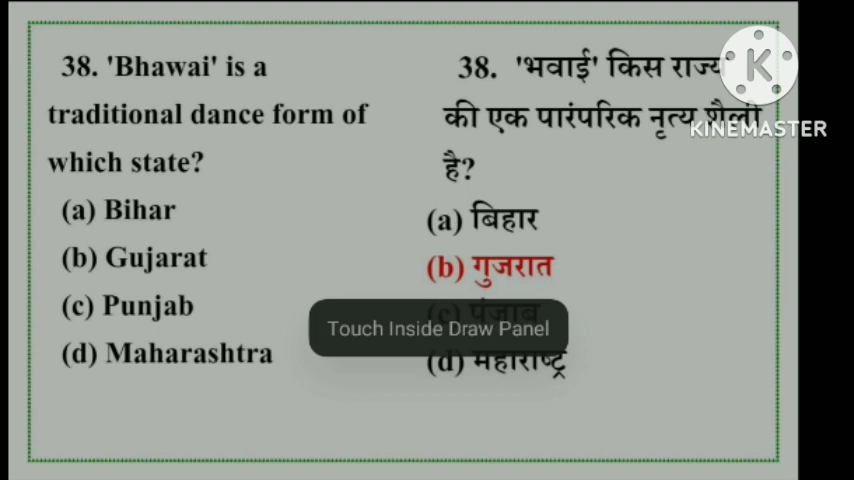 38. 'Bhawai' is a
traditional dance form of
which state?
(a) Bihar
(b) Gujarat
(c) Punjab
(d) Maharashtra
38. 'भवाई' किस राज्य
की एक पारंपरिक नृत्य शैली
है?
(a) बिहार
(b) गुजरात
(c) पंजाब
(d) महाराष्ट्र
Touch Inside Draw Panel
K
KINEMASTER